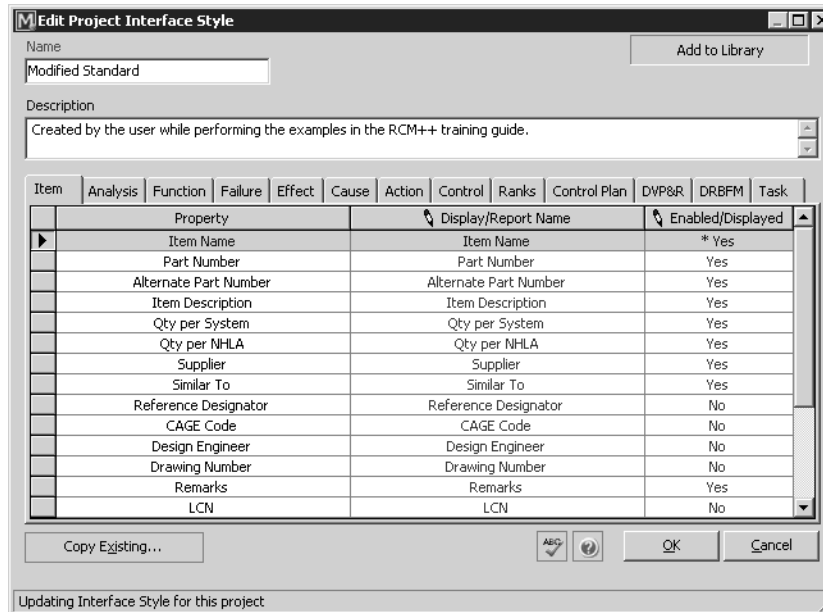 Edit Project Interface Style
Name
Add to Library
Modified Standard
Description
Created by the user while performing the examples in the RCM++ training guide.
Item Analysis Function Failure Effect Cause Action Control Ranks Control Plan DVP&R DRBFM Task
Property Display/Report Name Enabled/Displayed
Item Name Item Name * Yes
Part Number Part Number Yes
Alternate Part Number Alternate Part Number Yes
Item Description Item Description Yes
Qty per System Qty per System Yes
Qty per NHLA Qty per NHLA Yes
Supplier Supplier Yes
Similar To Similar To Yes
Reference Designator Reference Designator No
CAGE Code CAGE Code No
Design Engineer Design Engineer No
Drawing Number Drawing Number No
Remarks Remarks Yes
LCN LCN No
Copy Existing... ABC OK Cancel
Updating Interface Style for this project